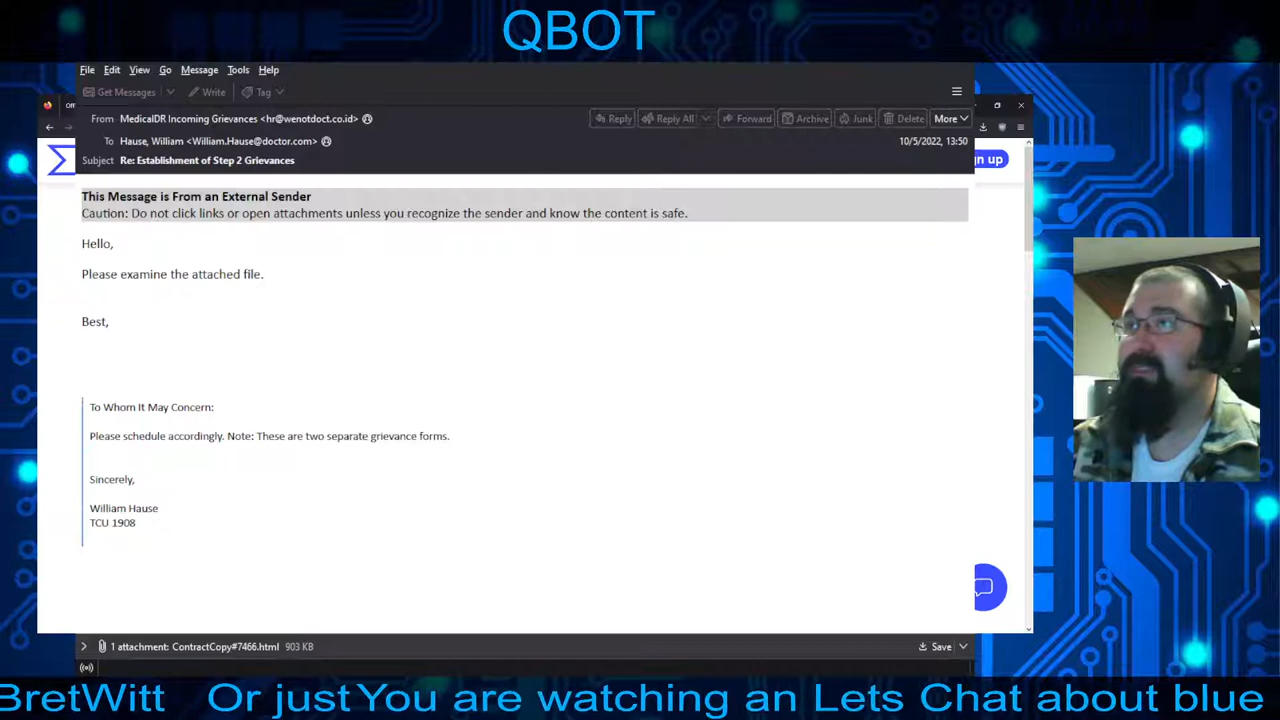 QBOT
File Edit View Go Message Tools Help
Get Messages Write Tag
From MedicalDR Incoming Grievances <hr@wenotdoct.co.id> Reply Reply All Forward Archive Junk Delete More
To Hause, William <William.Hause@doctor.com> 10/5/2022, 13:50
Subject Re: Establishment of Step 2 Grievances
n up
This Message is From an External Sender
Caution: Do not click links or open attachments unless you recognize the sender and know the content is safe.
Hello,
Please examine the attached file.
Best,
To Whom It May Concern:
Please schedule accordingly. Note: These are two separate grievance forms.
Sincerely,
William Hause
TCU 1908
1 attachment: ContractCopy#7466.html 903 KB Save
BretWitt Or just You are watching an Lets Chat about blue